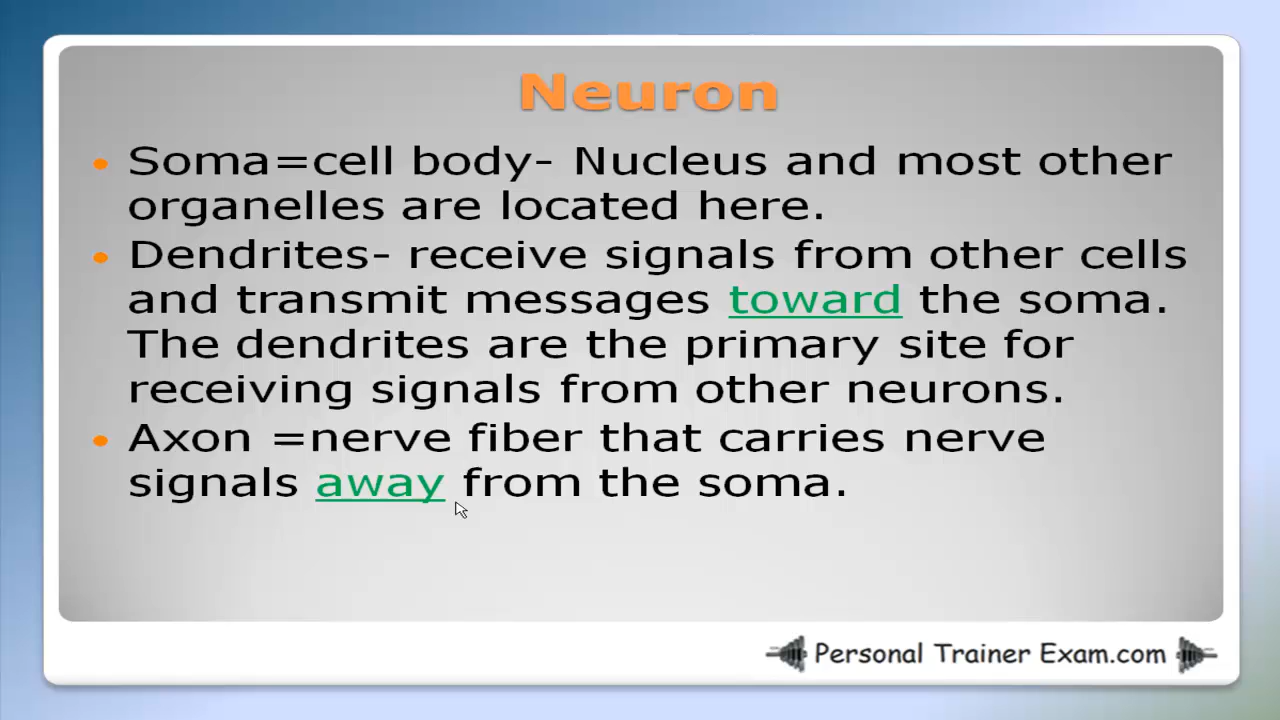 Neuron
Soma=cell body- Nucleus and most other
organelles are located here.
Dendrites- receive signals from other cells
and transmit messages toward the soma.
The dendrites are the primary site for
receiving signals from other neurons.
Axon =nerve fiber that carries nerve
signals away from the soma.
Personal Trainer Exam.com